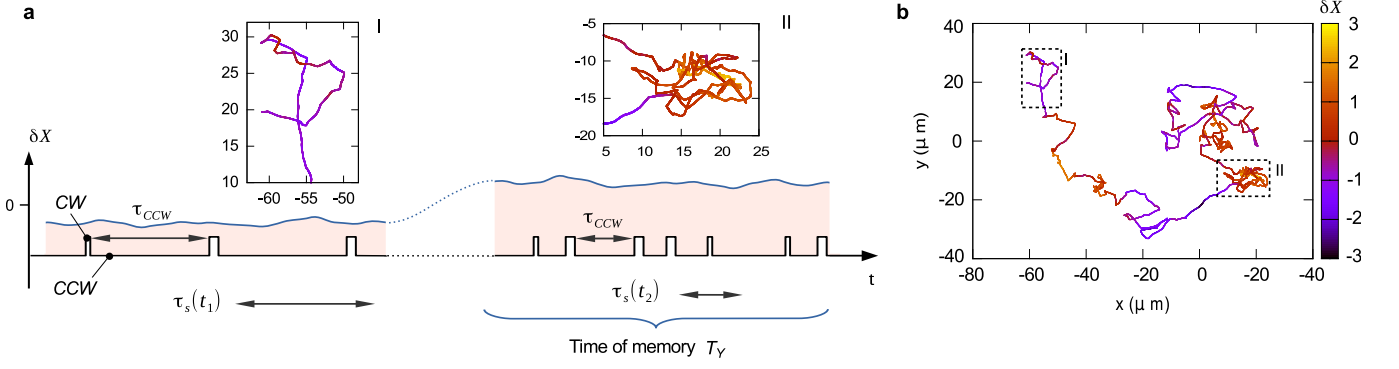 a
I
II
b
δX
30
25
20
15
10
-60
-55
-50
-5
-10
-15
-20
5
10
15
20
25
δX
0
CW
CCW
τCCW
τCCW
t
τs(t1)
τs(t2)
Time of memory TY
40
20
0
-20
-40
y (μ m)
-80
-60
-40
-20
0
-20
-40
x (μ m)
I
II
3
2
1
0
-1
-2
-3